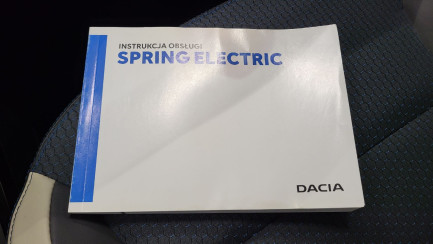 INSTRUKCJA OBSŁUGI
SPRING ELECTRIC
DACIA